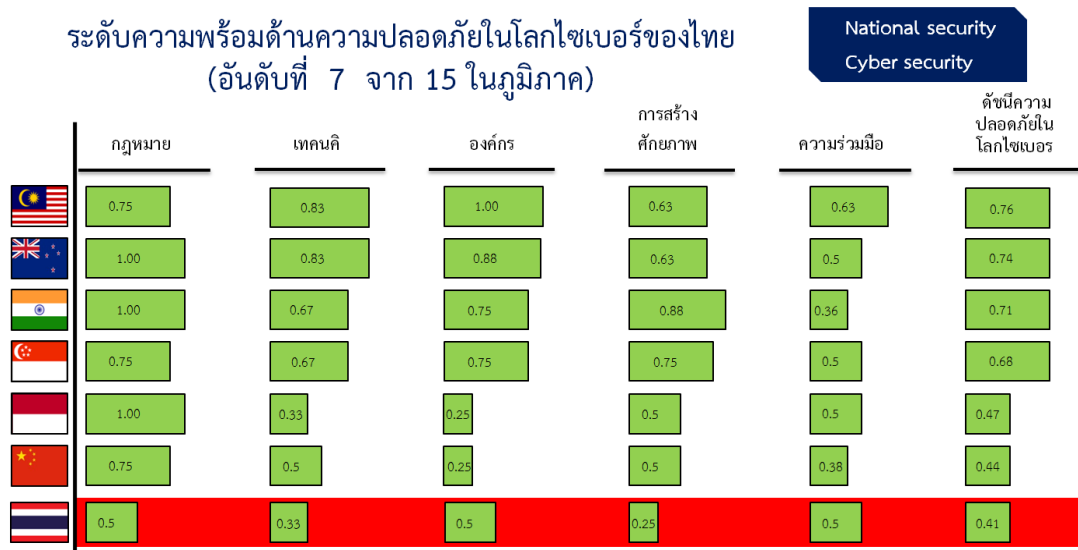 ระดับความพร้อมด้านความปลอดภัยในโลกไซเบอร์ของไทย
(อันดับที่ 7 จาก 15 ในภูมิภาค)
National security
Cyber security
กฎหมาย
เทคนคิ
องค์กร
การสร้าง
ศักยภาพ
ความร่วมมือ
ดัชนีความ
ปลอดภัยใน
โลกไซเบอร
0.75 0.83 1.00 0.63 0.63 0.76
1.00 0.83 0.88 0.63 0.5 0.74
1.00 0.67 0.75 0.88 0.36 0.71
0.75 0.67 0.75 0.75 0.5 0.68
1.00 0.33 0.25 0.5 0.5 0.47
0.75 0.5 0.25 0.5 0.38 0.44
0.5 0.33 0.5 0.25 0.5 0.41